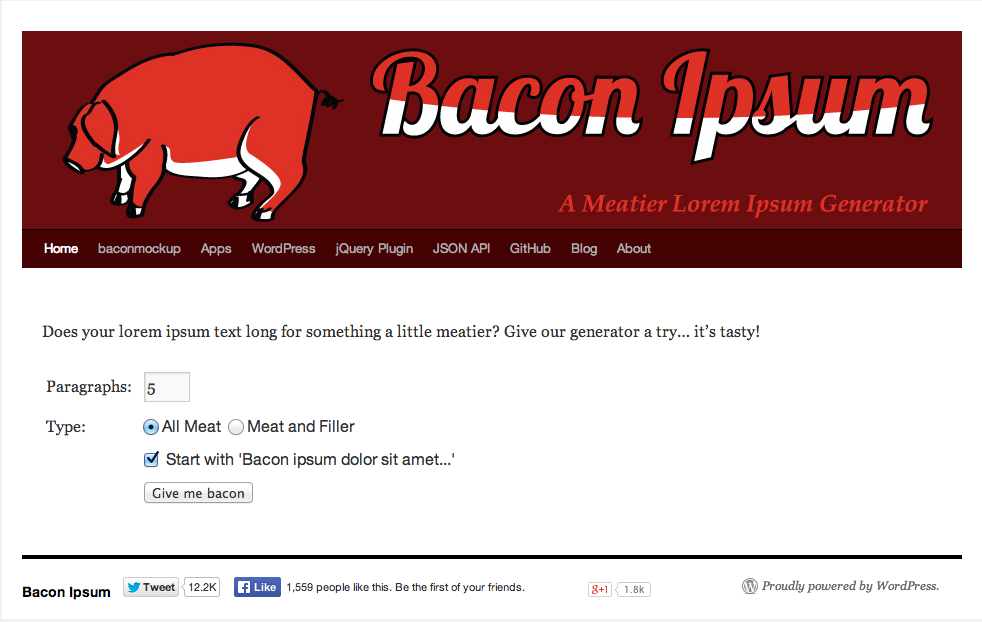 Bacon Ipsum
A Meatier Lorem Ipsum Generator
Home baconmockup Apps WordPress jQuery Plugin JSON API GitHub Blog About
Does your lorem ipsum text long for something a little meatier? Give our generator a try... it's tasty!
Paragraphs: 5
Type: All Meat Meat and Filler
Start with 'Bacon ipsum dolor sit amet...'
Give me bacon
Bacon Ipsum Tweet 12.2K Like 1,559 people like this. Be the first of your friends. g+1 1.8k Proudly powered by WordPress.